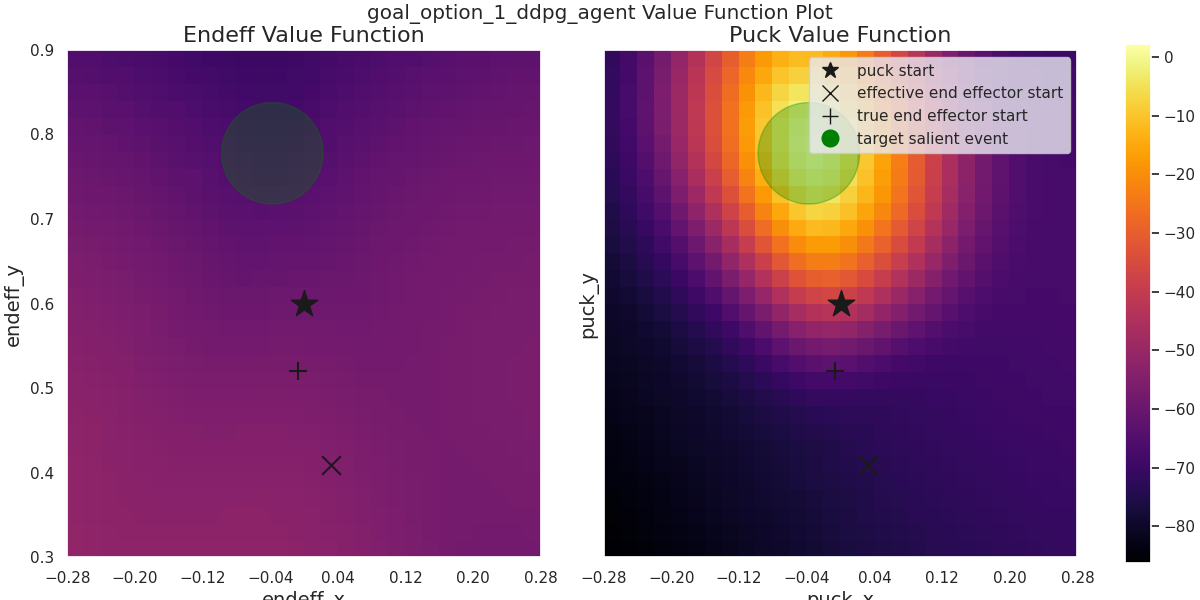 goal_option_1_ddpg_agent Value Function Plot
Endeff Value Function
Puck Value Function
puck start
effective end effector start
true end effector start
target salient event
endeff_y
0.9
0.8
0.7
0.6
0.5
0.4
0.3
−0.28 −0.20 −0.12 −0.04 0.04 0.12 0.20 0.28
endeff_x
puck_y
−0.28 −0.20 −0.12 −0.04 0.04 0.12 0.20 0.28
puck_x
0
−10
−20
−30
−40
−50
−60
−70
−80